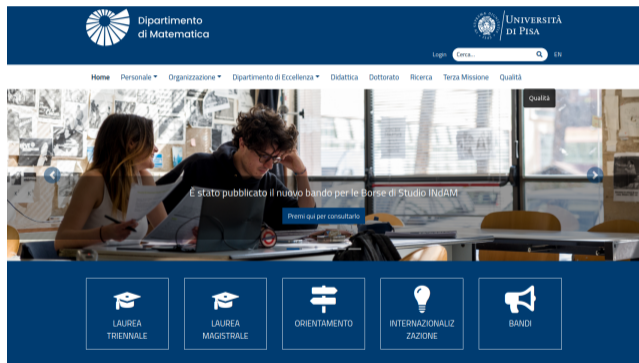 Dipartimento
di Matematica
UNIVERSITÀ
DI PISA
Login Cerca... EN
Home Personale Organizzazione Dipartimento di Eccellenza Didattica Dottorato Ricerca Terza Missione Qualità
Qualità
È stato pubblicato il nuovo bando per le Borse di Studio INdAM
Premi qui per consultarlo
LAUREA
TRIENNALE
LAUREA
MAGISTRALE
ORIENTAMENTO
INTERNAZIONALIZ
ZAZIONE
BANDI